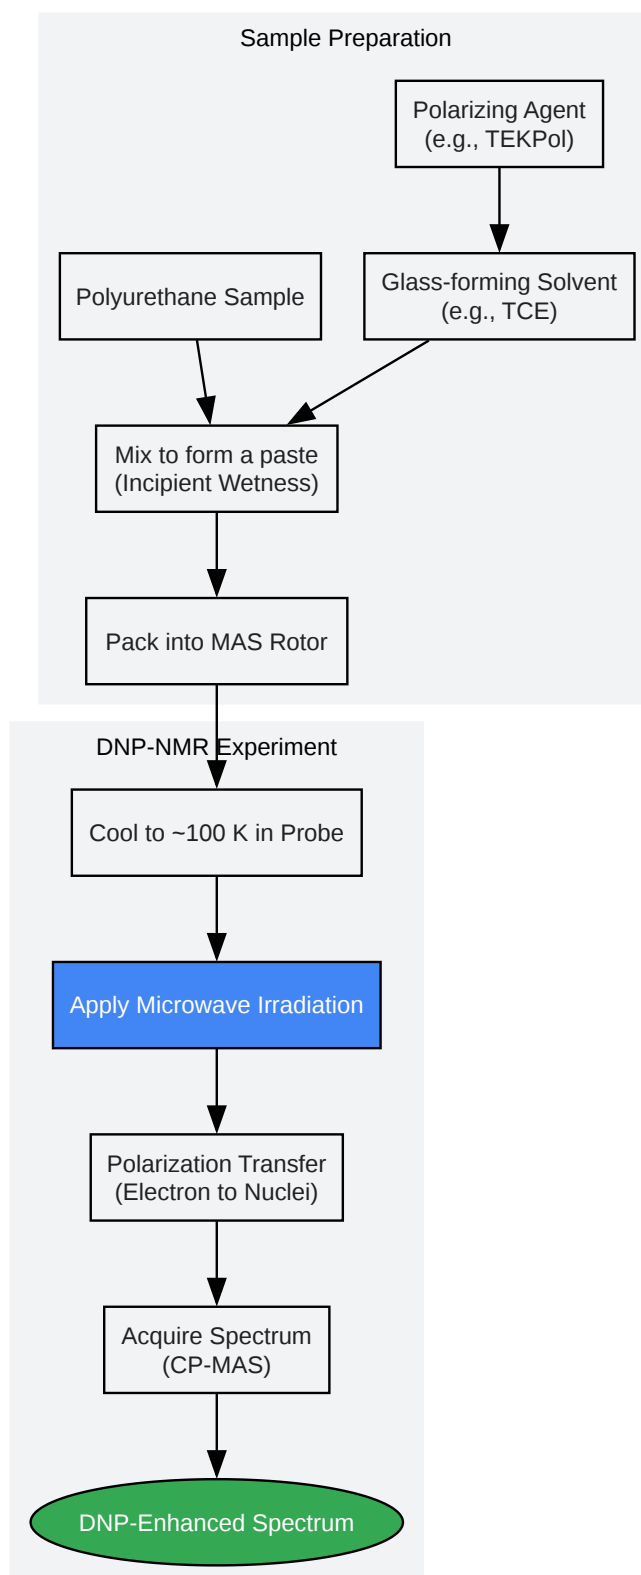 Sample Preparation
Polarizing Agent
(e.g., TEKPol)
Polyurethane Sample
Glass-forming Solvent
(e.g., TCE)
Mix to form a paste
(Incipient Wetness)
Pack into MAS Rotor
DNP-NMR Experiment
Cool to ~100 K in Probe
Apply Microwave Irradiation
Polarization Transfer
(Electron to Nuclei)
Acquire Spectrum
(CP-MAS)
DNP-Enhanced Spectrum